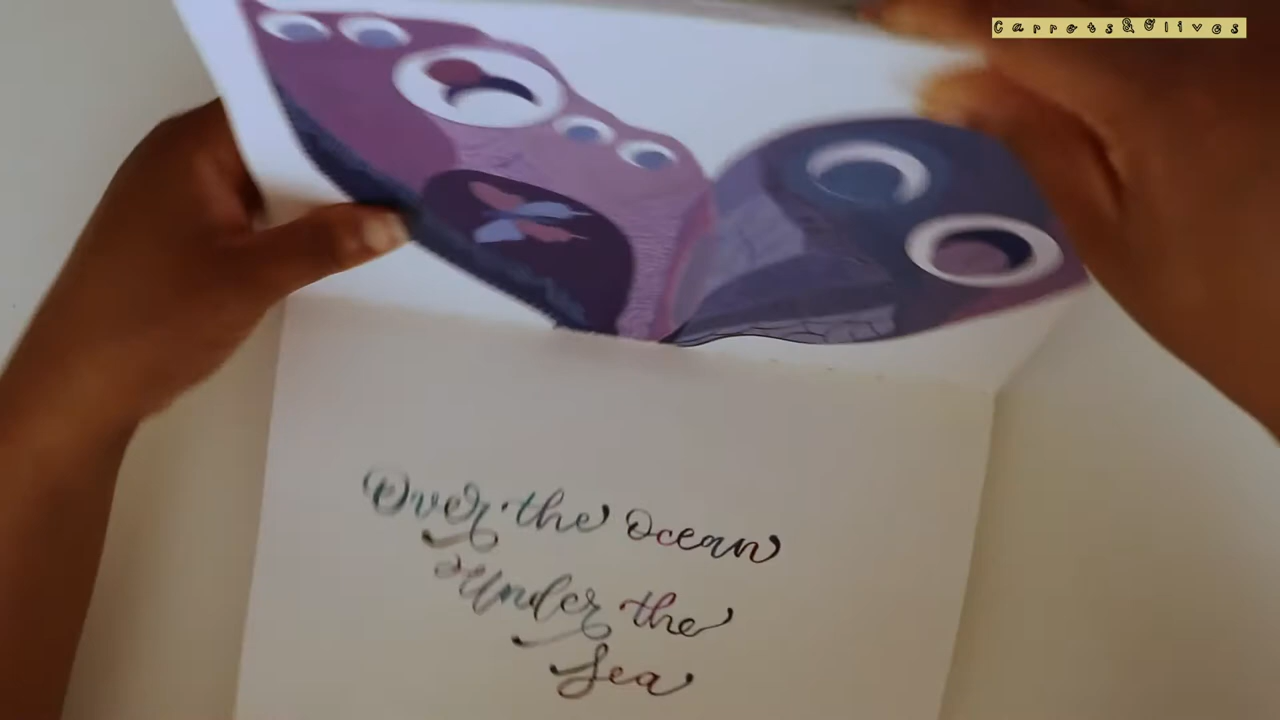 Carrots&Olives
Over the Ocean
Under the
Sea